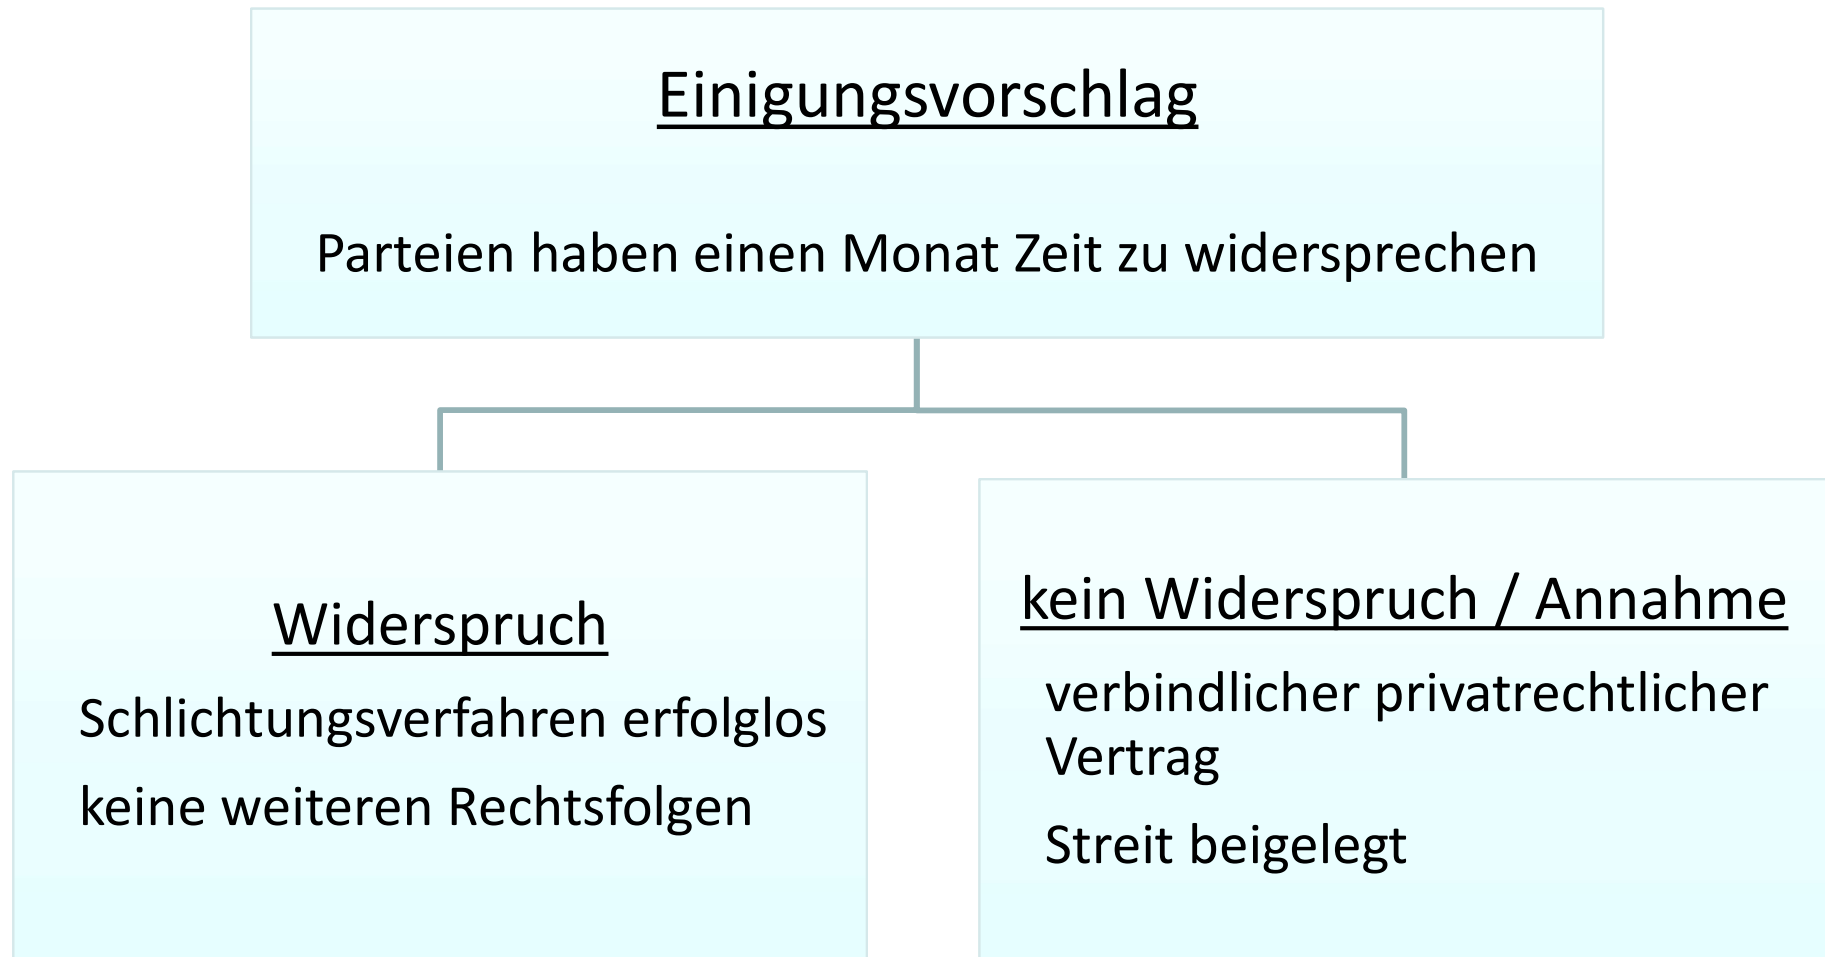 Einigungsvorschlag
Parteien haben einen Monat Zeit zu widersprechen
Widerspruch
Schlichtungsverfahren erfolglos
keine weiteren Rechtsfolgen
kein Widerspruch / Annahme
verbindlicher privatrechtlicher
Vertrag
Streit beigelegt